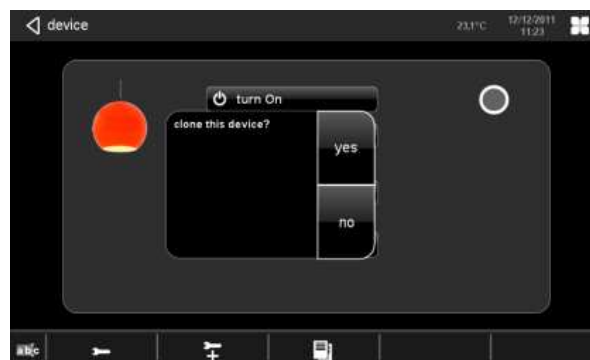 device
23,1°C
12/12/2011
11:23
turn On
clone this device?
yes
no
abc